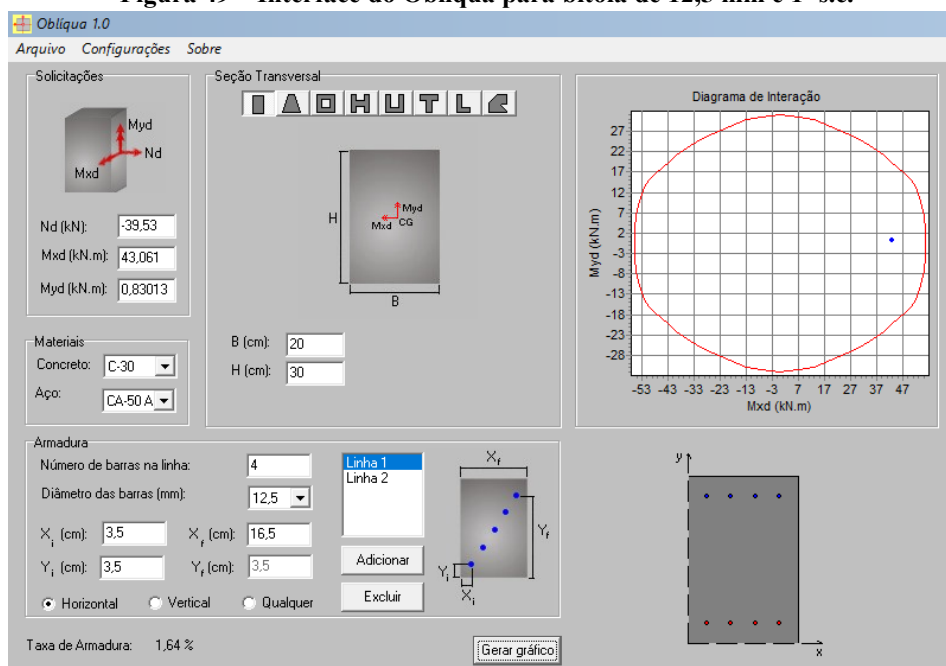 Figura 49 – Interface do Oblíqua para bitola de 12,5 mm e 1ª s.c.
Oblíqua 1.0
Arquivo Configurações Sobre
Solicitações
Myd
Nd
Mxd
Nd (kN): -39,53
Mxd (kN.m): 43,061
Myd (kN.m): 0,83013
Materiais
Concreto: C-30
Aço: CA-50 A
Seção Transversal
H
Myd
Mxd CG
B
B (cm): 20
H (cm): 30
Diagrama de Interação
Myd (kN.m)
27
22
17
12
7
2
-3
-8
-13
-18
-23
-28
-53 -43 -33 -23 -13 -3 7 17 27 37 47
Mxd (kN.m)
Armadura
Número de barras na linha: 4
Diâmetro das barras (mm): 12,5
Xi (cm): 3,5 Xf (cm): 16,5
Yi (cm): 3,5 Yf (cm): 3,5
Horizontal Vertical Qualquer
Linha 1
Linha 2
Adicionar
Excluir
Xf
Yf
Yi
Xi
Taxa de Armadura: 1,64 %
Gerar gráfico
y
x